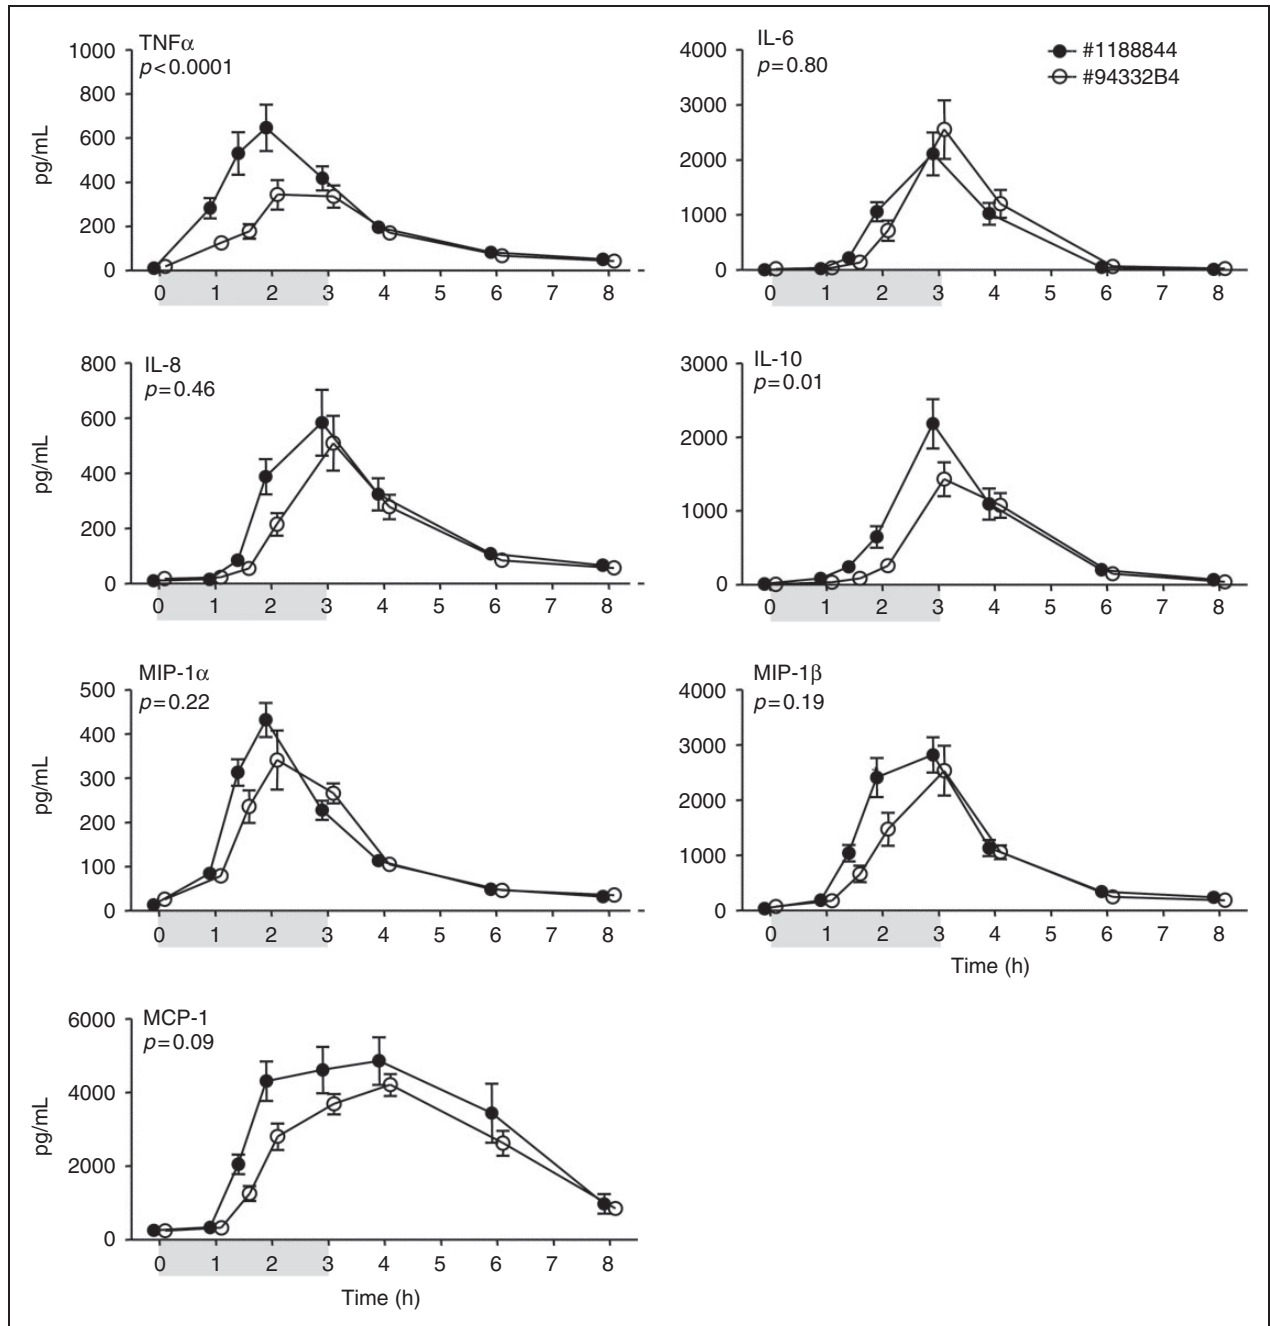 TNFα
p<0.0001
1000
800
600
400
200
0
pg/mL
0 1 2 3 4 5 6 7 8
IL-6
p=0.80
#1188844
#94332B4
4000
3000
2000
1000
0
0 1 2 3 4 5 6 7 8
IL-8
p=0.46
800
600
400
200
0
pg/mL
0 1 2 3 4 5 6 7 8
IL-10
p=0.01
3000
2000
1000
0
0 1 2 3 4 5 6 7 8
MIP-1α
p=0.22
500
400
300
200
100
0
pg/mL
0 1 2 3 4 5 6 7 8
MIP-1β
p=0.19
4000
3000
2000
1000
0
0 1 2 3 4 5 6 7 8
Time (h)
MCP-1
p=0.09
6000
4000
2000
0
pg/mL
0 1 2 3 4 5 6 7 8
Time (h)